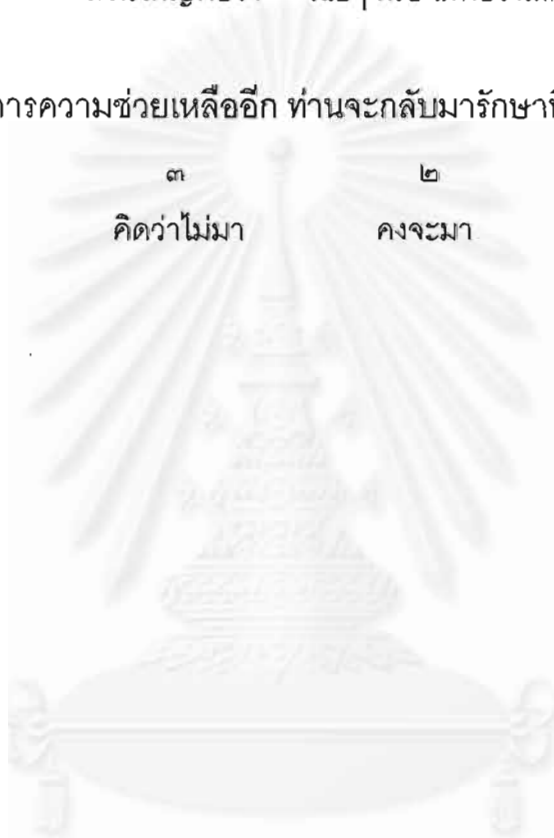 การความช่วยเหลืออีก ท่านจะกลับมารักษา
๓ ๒
คิดว่าไม่มา คงจะมา